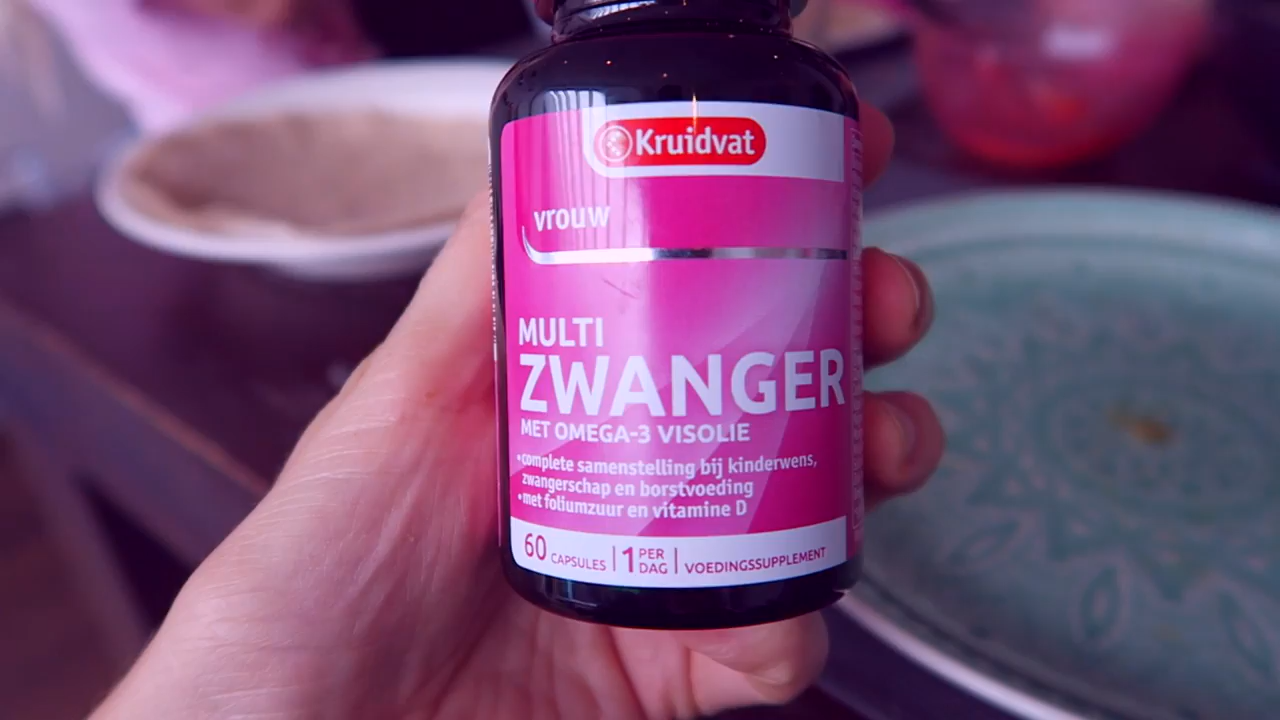 Kruidvat
vrouw
MULTI
ZWANGER
MET OMEGA-3 VISOLIE
•complete samenstelling bij kinderwens,
zwangerschap en borstvoeding
•met foliumzuur en vitamine D
60 CAPSULES | 1 PER DAG | VOEDINGSSUPPLEMENT